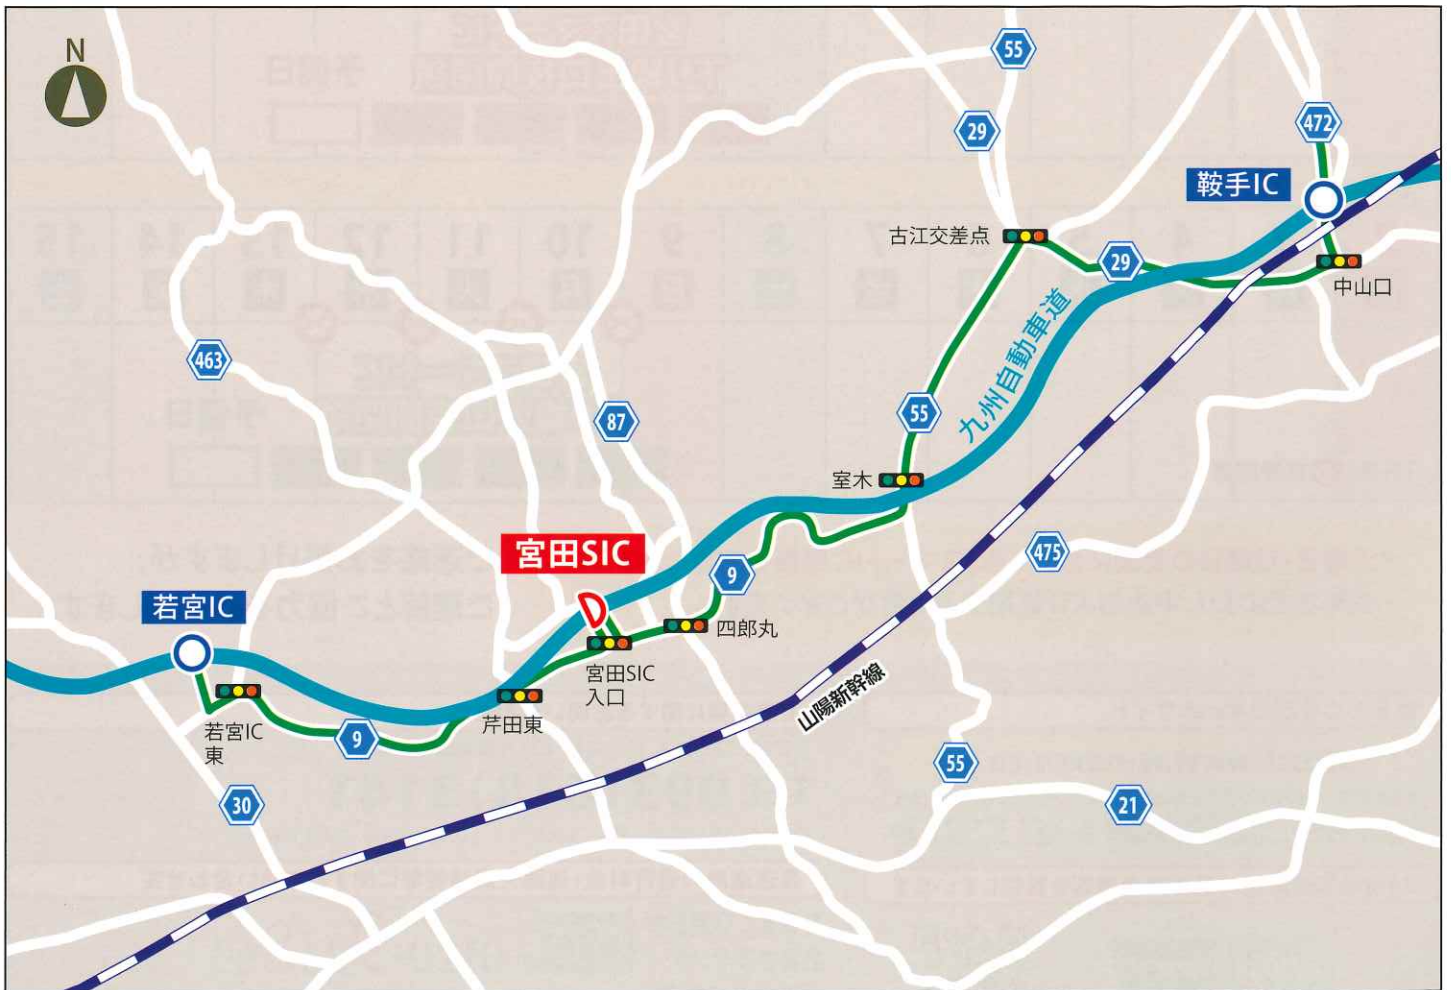 N
55
29
472
鞍手IC
古江交差点
29
中山口
463
九州自動車道
55
87
室木
宮田SIC
475
9
若宮IC
四郎丸
宮田SIC
入口
山陽新幹線
若宮IC
東
芹田東
9
55
30
21